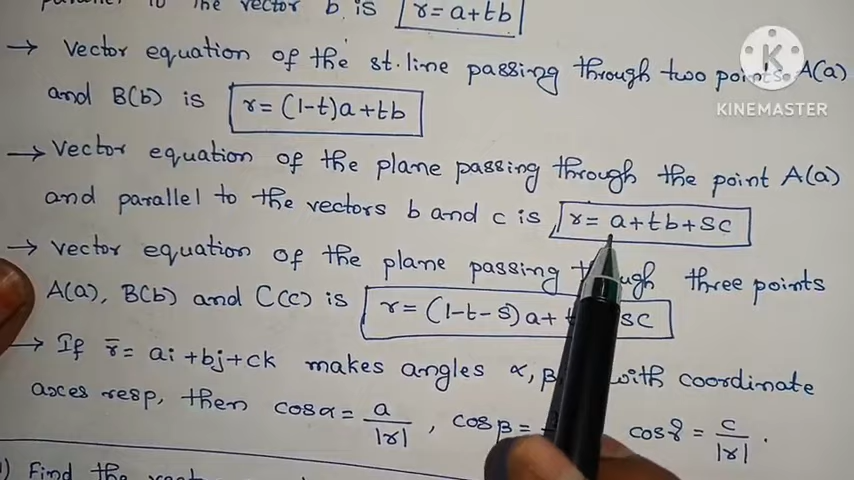 to the vector b is r = a+tb
→ Vector equation of the st.line passing through two points A(a)
and B(b) is r = (1-t)a+tb
→ Vector equation of the plane passing through the point A(a)
and parallel to the vectors b and c is r = a+tb+sc
→ Vector equation of the plane passing through three points
A(a), B(b) and C(c) is r = (1-t-s)a+ sc
→ If r̅ = ai+bj+ck makes angles α, β with coordinate
axes resp, then cosα = a/|r| , cosβ = cosγ = c/|r| .
1) Find the
KINEMASTER